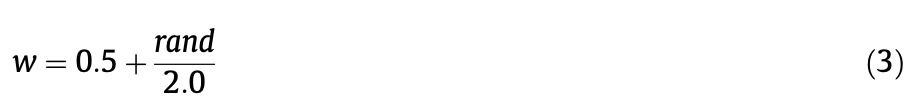 w = 0.5 + rand/2.0 (3)